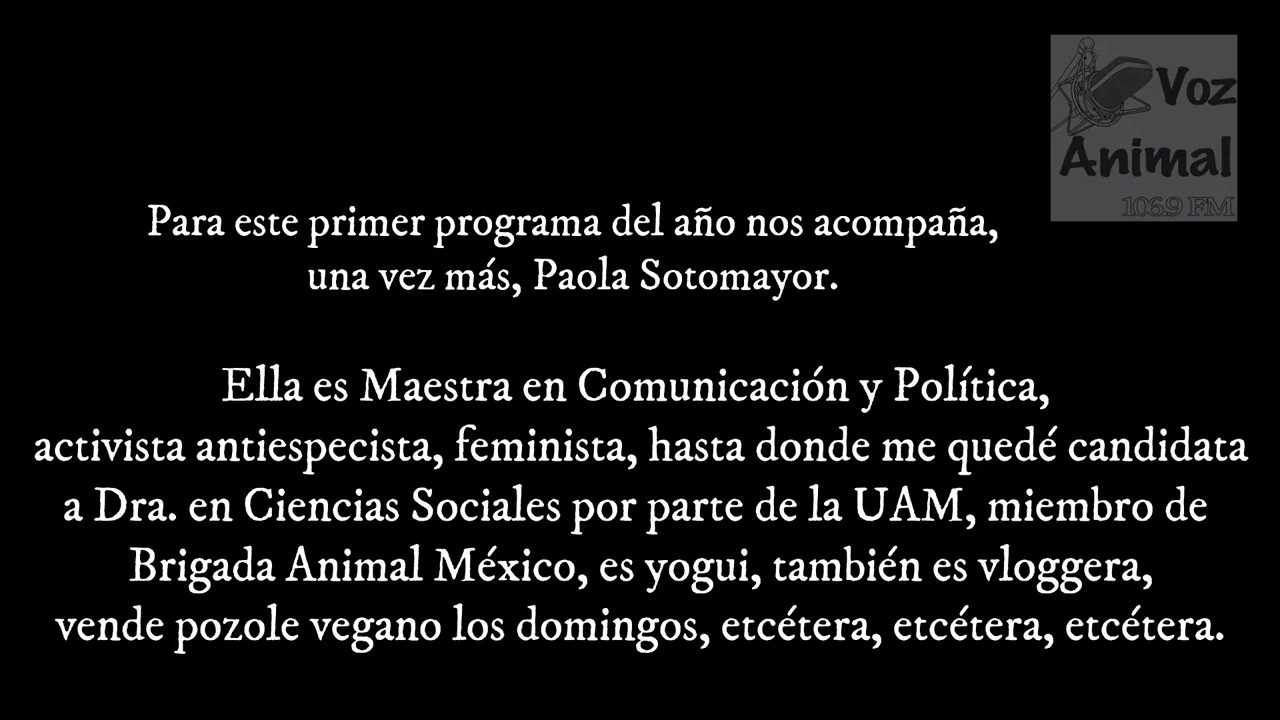 Voz
Animal
106.9 FM
Para este primer programa del año nos acompaña,
una vez más, Paola Sotomayor.
Ella es Maestra en Comunicación y Política,
activista antiespecista, feminista, hasta donde me quedé candidata
a Dra. en Ciencias Sociales por parte de la UAM, miembro de
Brigada Animal México, es yogui, también es vloggera,
vende pozole vegano los domingos, etcétera, etcétera, etcétera.